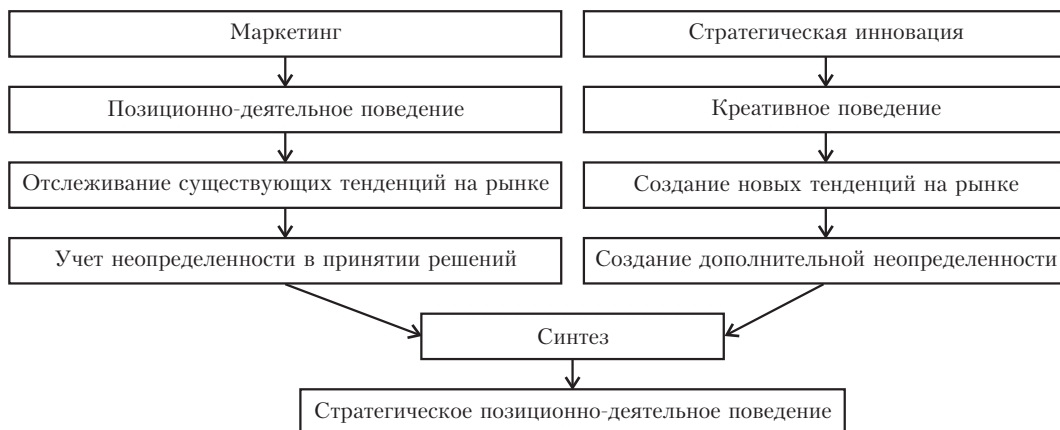 Маркетинг
Позиционно-деятельное поведение
Отслеживание существующих тенденций на рынке
Учет неопределенности в принятии решений
Стратегическая инновация
Креативное поведение
Создание новых тенденций на рынке
Создание дополнительной неопределенности
Синтез
Стратегическое позиционно-деятельное поведение